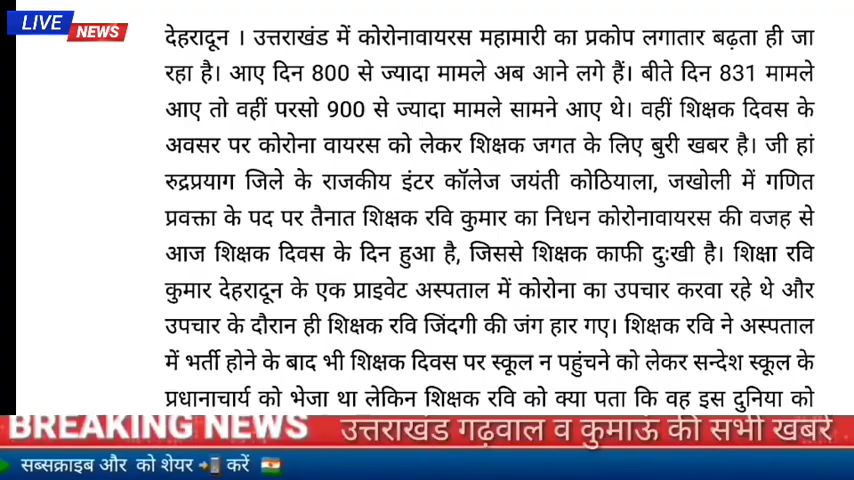 LIVE
NEWS
देहरादून । उत्तराखंड में कोरोनावायरस महामारी का प्रकोप लगातार बढ़ता ही जा
रहा है। आए दिन 800 से ज्यादा मामले अब आने लगे हैं। बीते दिन 831 मामले
आए तो वहीं परसो 900 से ज्यादा मामले सामने आए थे। वहीं शिक्षक दिवस के
अवसर पर कोरोना वायरस को लेकर शिक्षक जगत के लिए बुरी खबर है। जी हां
रुद्रप्रयाग जिले के राजकीय इंटर कॉलेज जयंती कोठियाला, जखोली में गणित
प्रवक्ता के पद पर तैनात शिक्षक रवि कुमार का निधन कोरोनावायरस की वजह से
आज शिक्षक दिवस के दिन हुआ है, जिससे शिक्षक काफी दुःखी है। शिक्षा रवि
कुमार देहरादून के एक प्राइवेट अस्पताल में कोरोना का उपचार करवा रहे थे और
उपचार के दौरान ही शिक्षक रवि जिंदगी की जंग हार गए। शिक्षक रवि ने अस्पताल
में भर्ती होने के बाद भी शिक्षक दिवस पर स्कूल न पहुंचने को लेकर सन्देश स्कूल के
प्रधानाचार्य को भेजा था लेकिन शिक्षक रवि को क्या पता कि वह इस दुनिया को
BREAKING NEWS उत्तराखंड गढ़वाल व कुमाऊं की सभी खबरें
सब्सक्राइब और को शेयर 📲 करें 🇮🇳